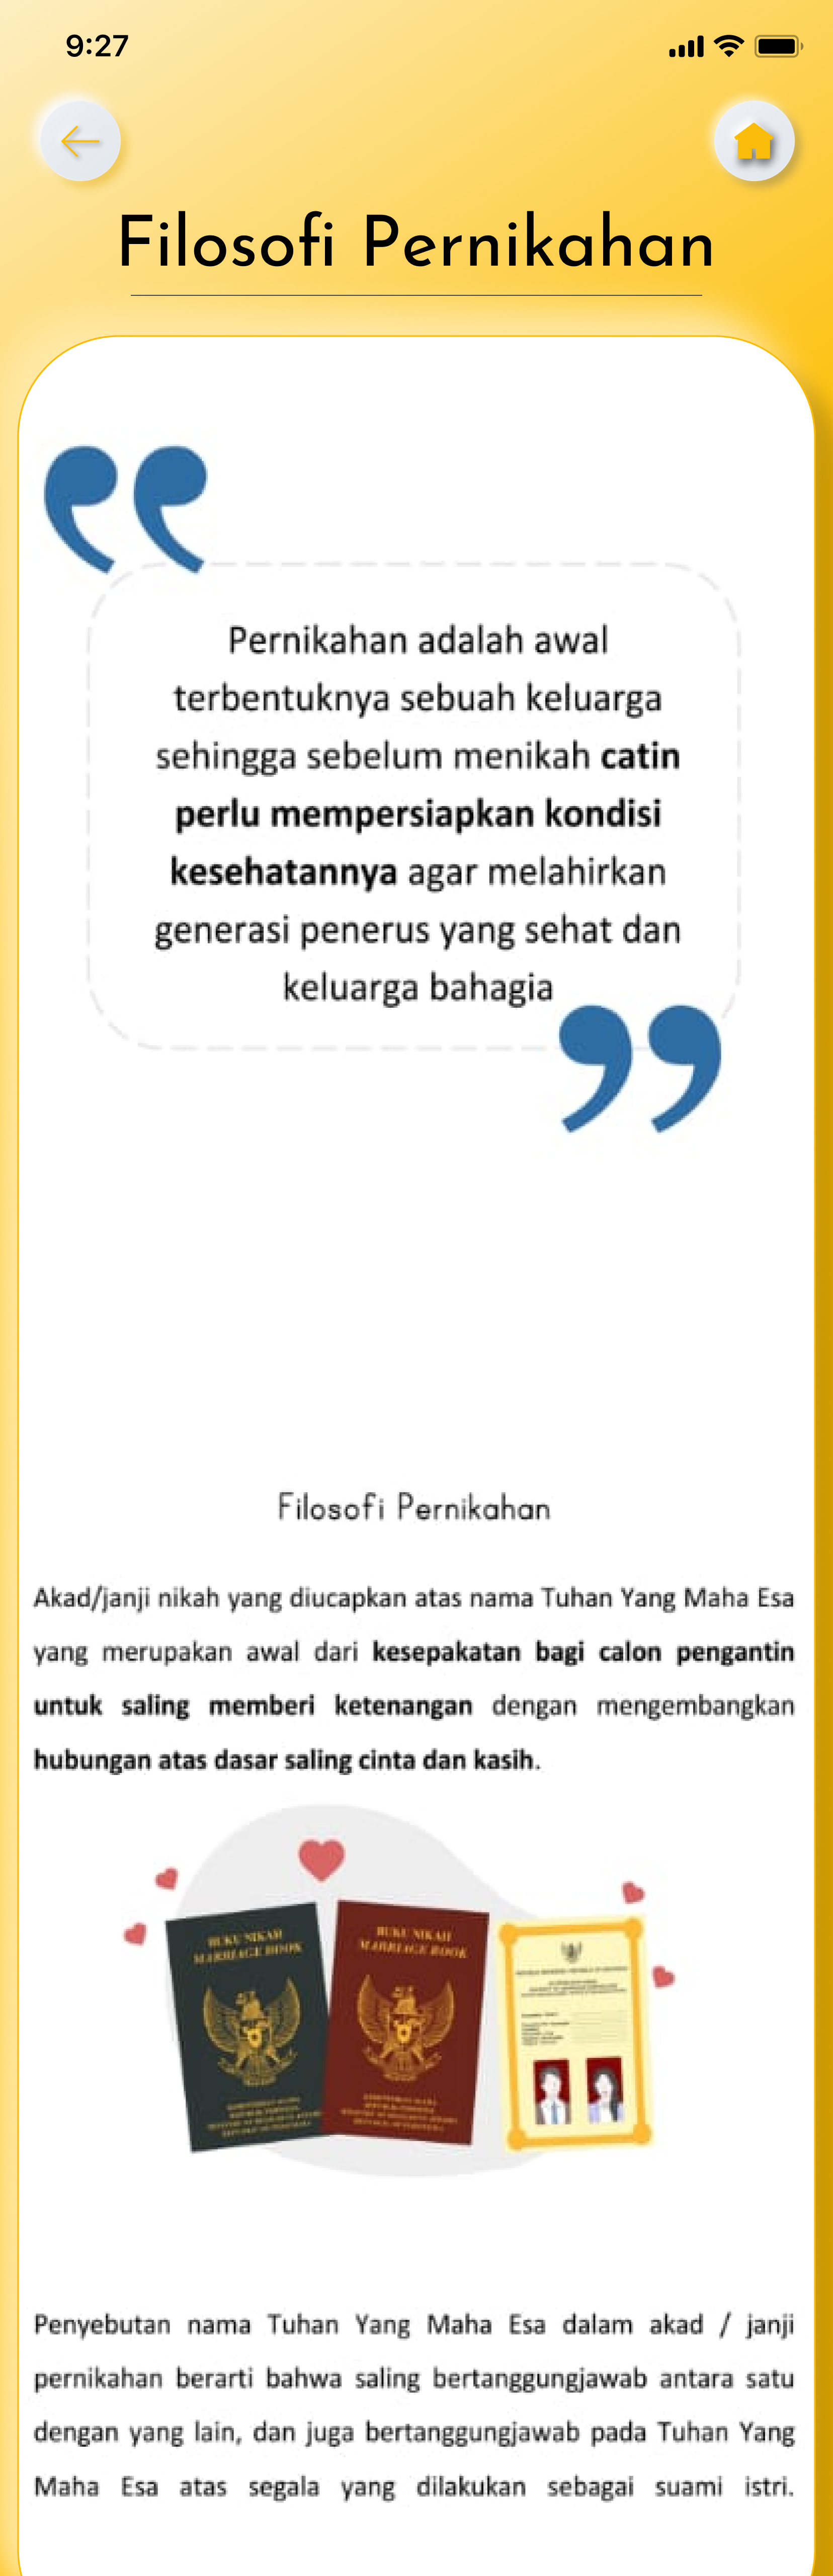 9:27
Filosofi Pernikahan
Pernikahan adalah awal
terbentuknya sebuah keluarga
sehingga sebelum menikah catin
perlu mempersiapkan kondisi
kesehatannya agar melahirkan
generasi penerus yang sehat dan
keluarga bahagia
Filosofi Pernikahan
Akad/janji nikah yang diucapkan atas nama Tuhan Yang Maha Esa
yang merupakan awal dari kesepakatan bagi calon pengantin
untuk saling memberi ketenangan dengan mengembangkan
hubungan atas dasar saling cinta dan kasih.
BUKU NIKAH
MARRIAGE BOOK
BUKU NIKAH
MARRIAGE BOOK
Penyebutan nama Tuhan Yang Maha Esa dalam akad / janji
pernikahan berarti bahwa saling bertanggungjawab antara satu
dengan yang lain, dan juga bertanggungjawab pada Tuhan Yang
Maha Esa atas segala yang dilakukan sebagai suami istri.